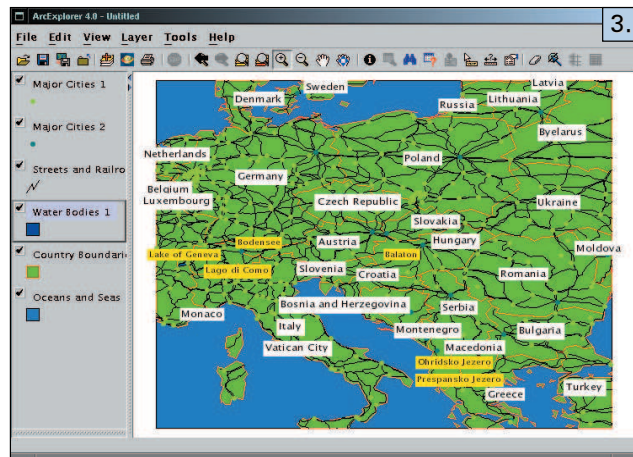 ArcExplorer 4.0 - Untitled
3.
File Edit View Layer Tools Help
Major Cities 1
Major Cities 2
Streets and Railro
Water Bodies 1
Country Boundari
Oceans and Seas
Sweden
Latvia
Denmark
Lithuania
Russia
Byelarus
Netherlands
Poland
Germany
Belgium
Luxembourg
Czech Republic
Ukraine
Slovakia
Bodensee
Austria
Hungary
Moldova
Lake of Geneva
Balaton
Lago di Como
Slovenia
Croatia
Romania
Bosnia and Herzegovina
Serbia
Monaco
Italy
Montenegro
Bulgaria
Vatican City
Macedonia
Ohridsko Jezero
Prespansko Jezero
Turkey
Greece